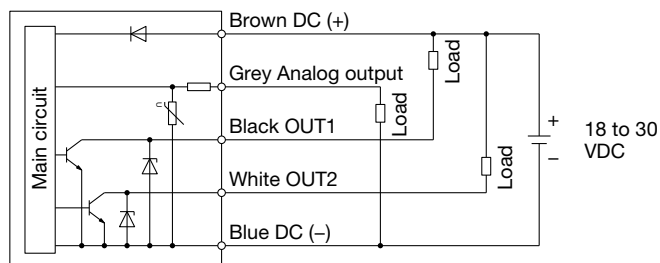 Brown DC (+)
Grey Analog output
Load
Load
Main circuit
n
Black OUT1
+
18 to 30
VDC
−
White OUT2
Load
Blue DC (−)